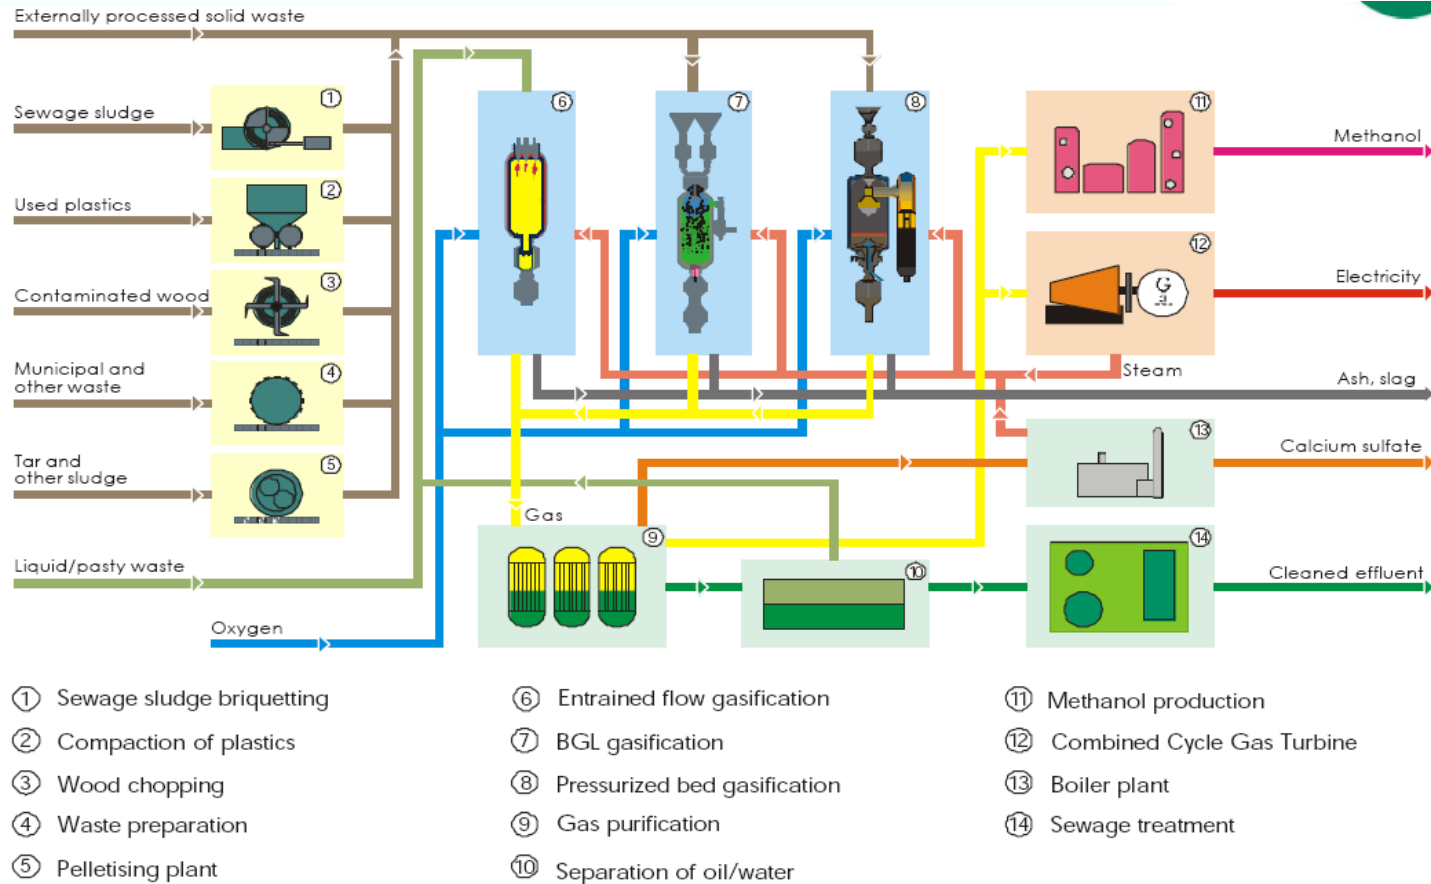 Externally processed solid waste
Sewage sludge
Used plastics
Contaminated wood
Municipal and
other waste
Tar and
other sludge
Liquid/pasty waste
Oxygen
1
2
3
4
5
6
7
8
G
Gas
9
10
11
12
Steam
13
14
Methanol
Electricity
Ash, slag
Calcium sulfate
Cleaned effluent
1 Sewage sludge briquetting
2 Compaction of plastics
3 Wood chopping
4 Waste preparation
5 Pelletising plant
6 Entrained flow gasification
7 BGL gasification
8 Pressurized bed gasification
9 Gas purification
10 Separation of oil/water
11 Methanol production
12 Combined Cycle Gas Turbine
13 Boiler plant
14 Sewage treatment